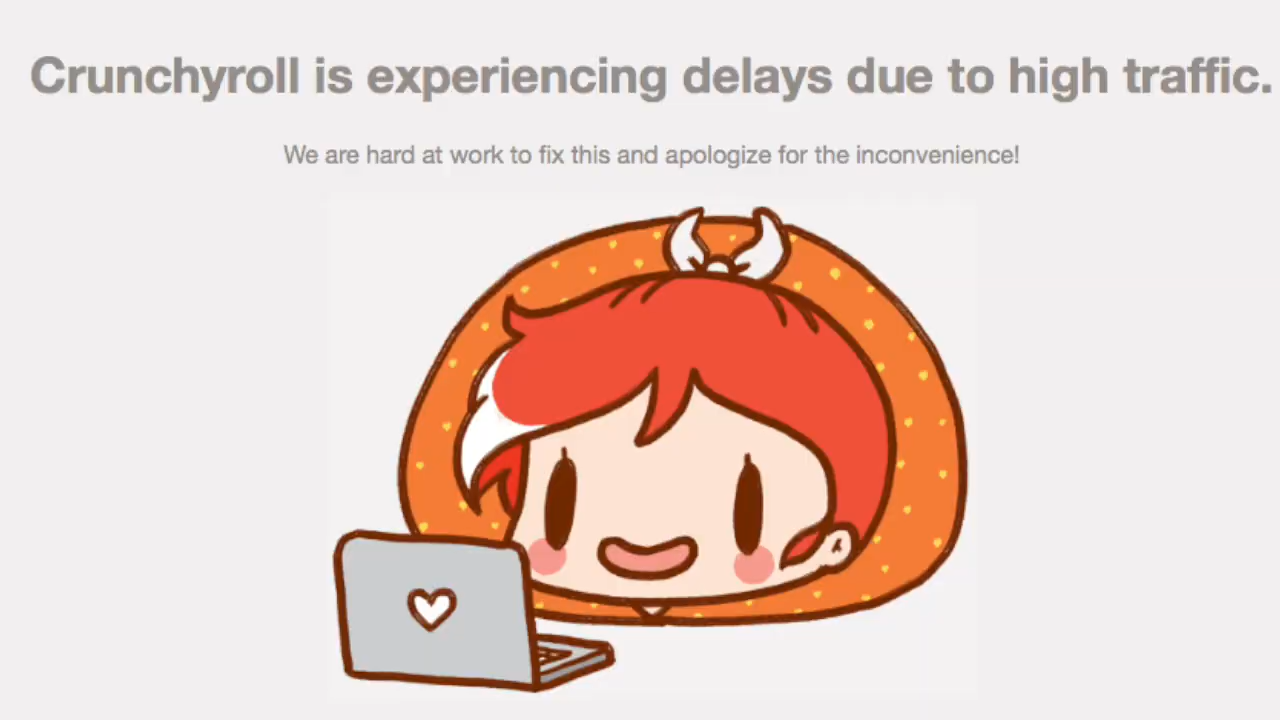 Crunchyroll is experiencing delays due to high traffic.
We are hard at work to fix this and apologize for the inconvenience!